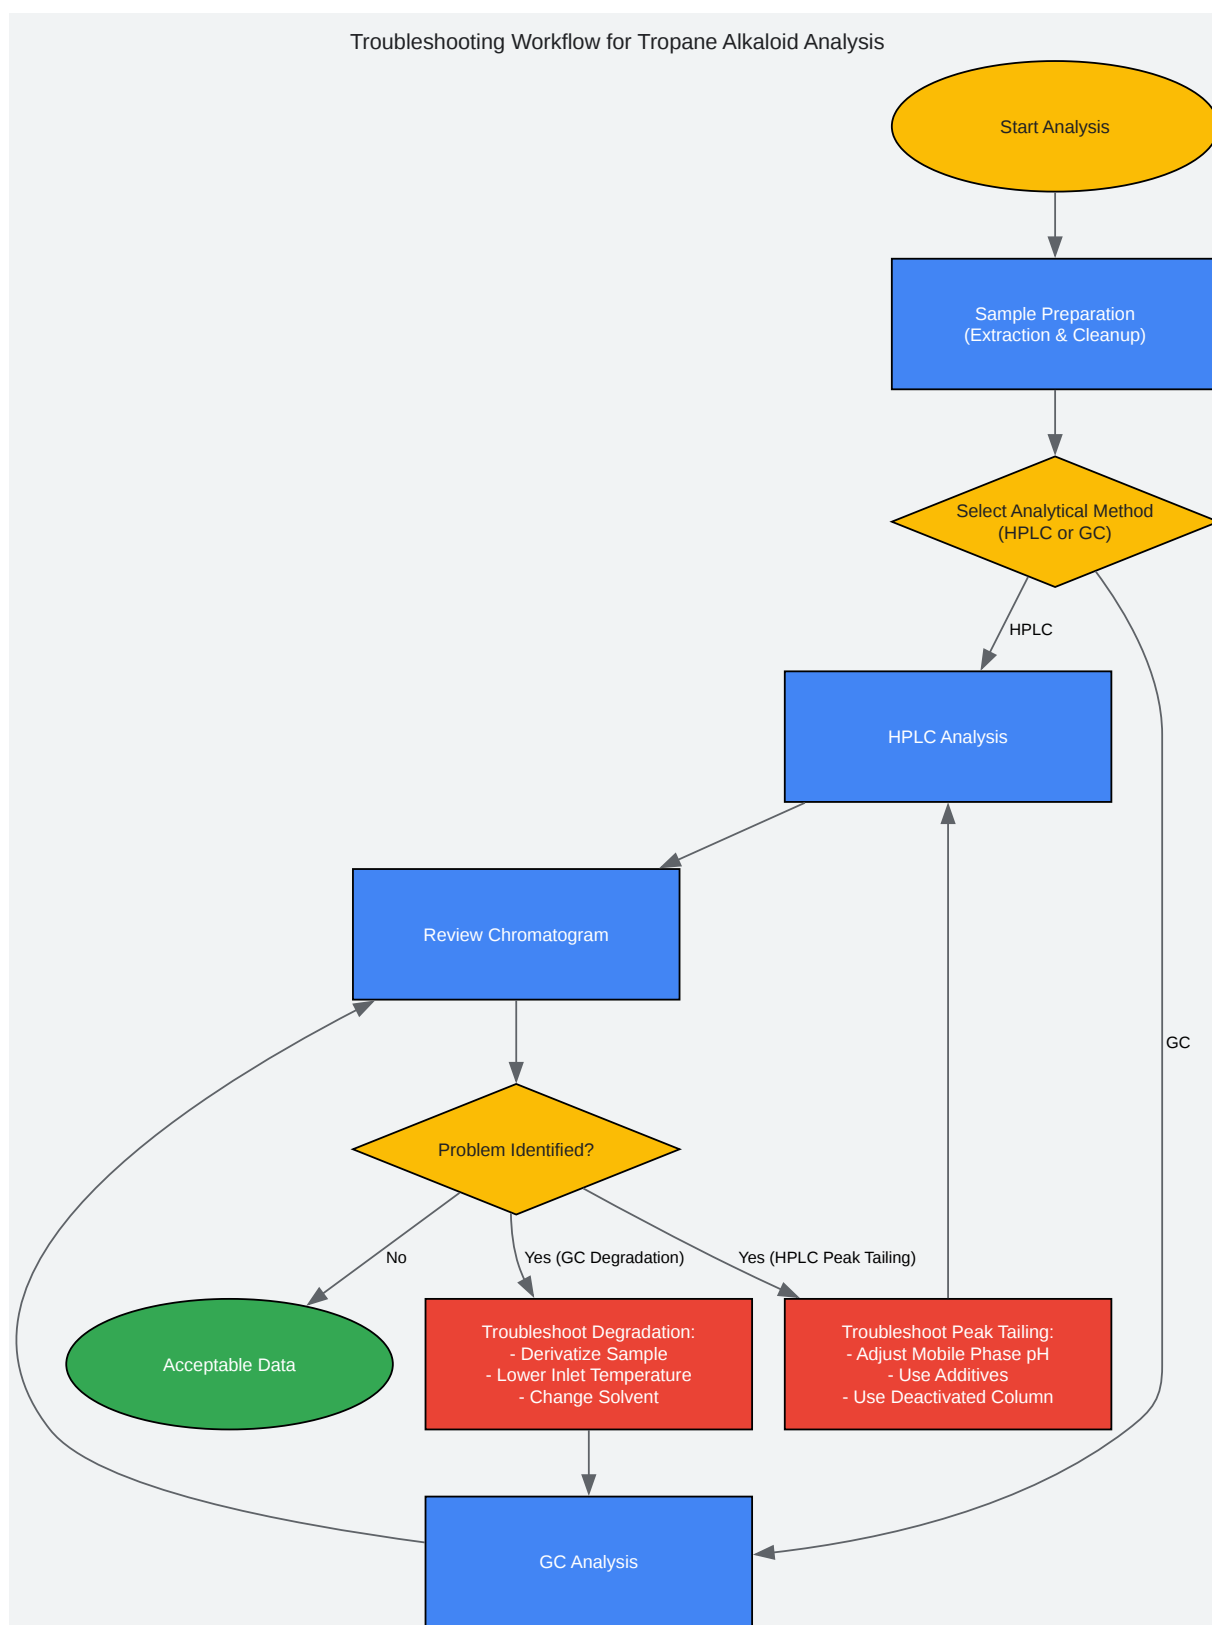 Troubleshooting Workflow for Tropane Alkaloid Analysis
Start Analysis
Sample Preparation
(Extraction & Cleanup)
Select Analytical Method
(HPLC or GC)
HPLC
HPLC Analysis
Review Chromatogram
GC
Problem Identified?
No
Yes (GC Degradation)
Yes (HPLC Peak Tailing)
Acceptable Data
Troubleshoot Degradation:
- Derivatize Sample
- Lower Inlet Temperature
- Change Solvent
Troubleshoot Peak Tailing:
- Adjust Mobile Phase pH
- Use Additives
- Use Deactivated Column
GC Analysis